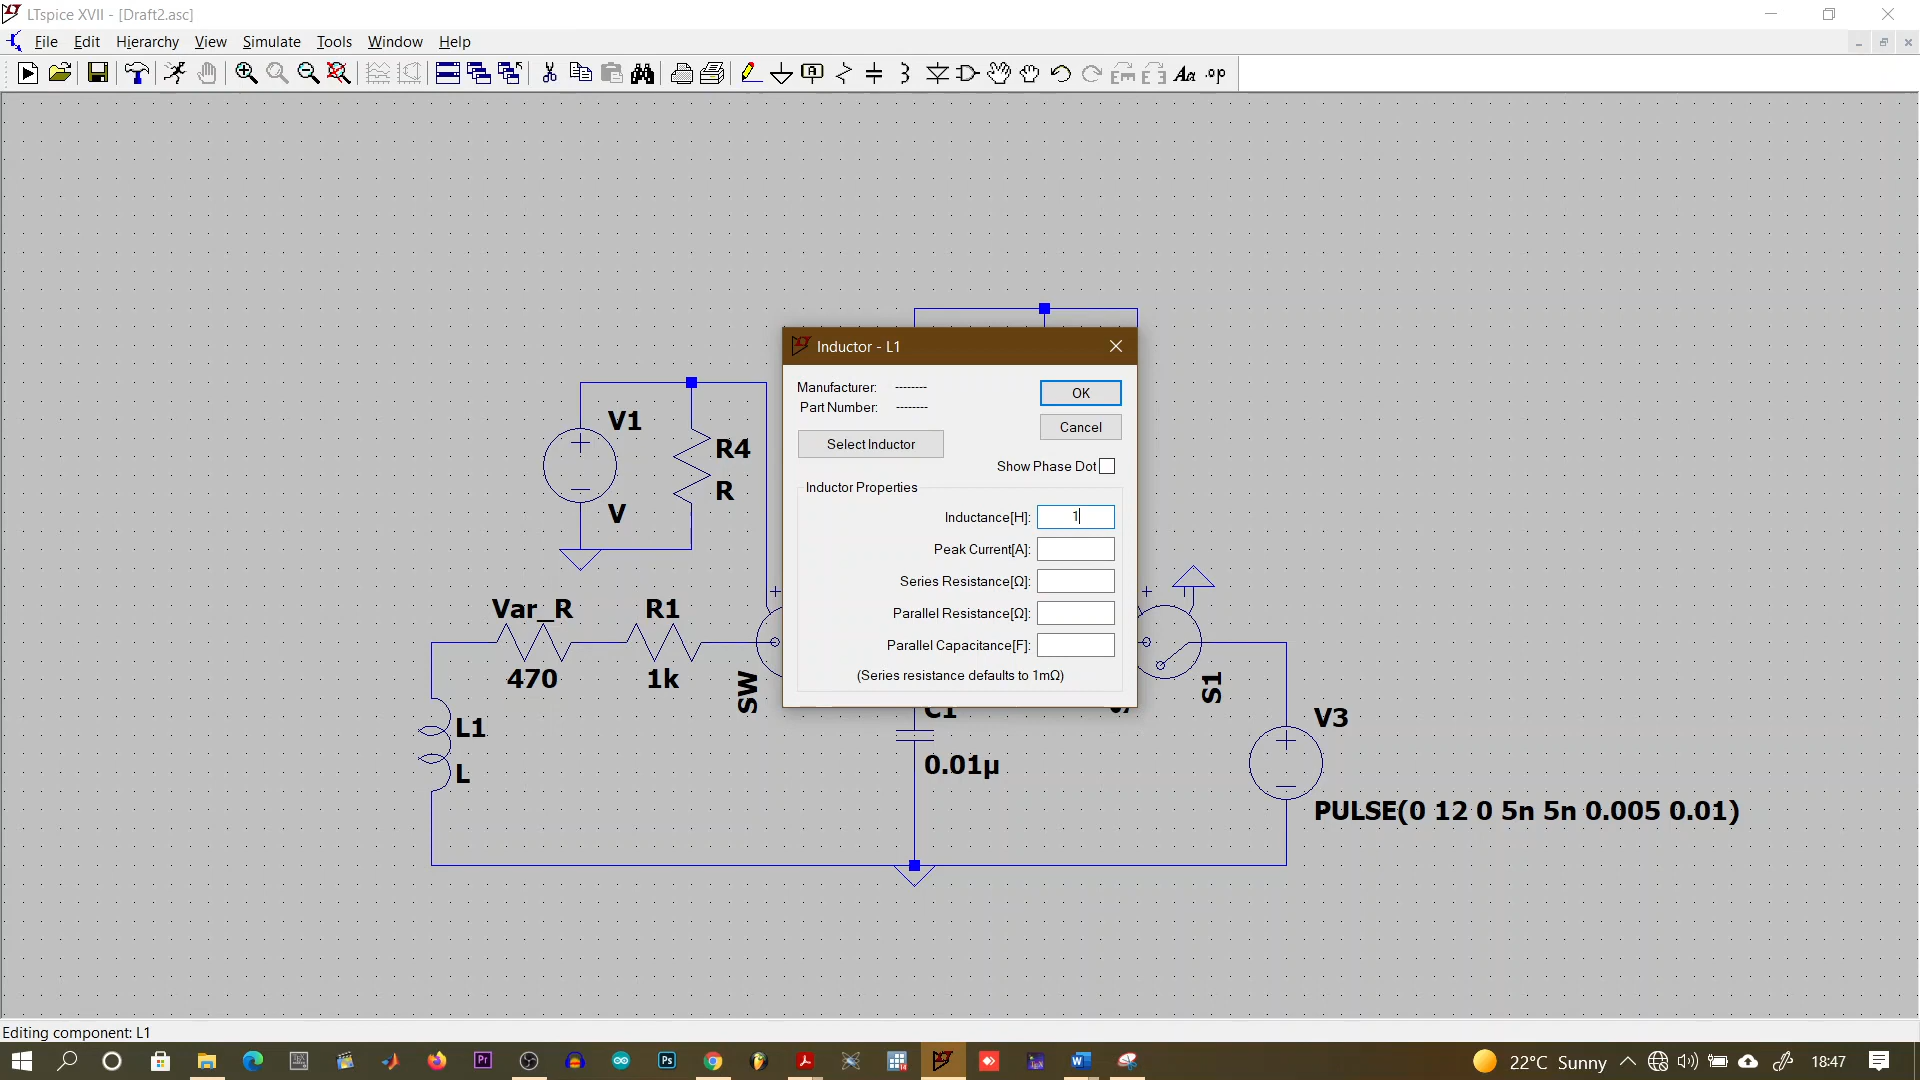 LTspice XVII - [Draft2.asc]
File Edit Hierarchy View Simulate Tools Window Help
Inductor - L1
Manufacturer: --------
OK
Part Number: --------
Cancel
Select Inductor
Show Phase Dot
Inductor Properties
Inductance[H]: 1
Peak Current[A]:
Series Resistance[Ω]:
Parallel Resistance[Ω]:
Parallel Capacitance[F]:
(Series resistance defaults to 1mΩ)
V1
R4
R
V
Var_R R1
470 1k
SW
S1
L1
L
C1
0.01µ
V3
PULSE(0 12 0 5n 5n 0.005 0.01)
Editing component: L1
22°C Sunny 18:47